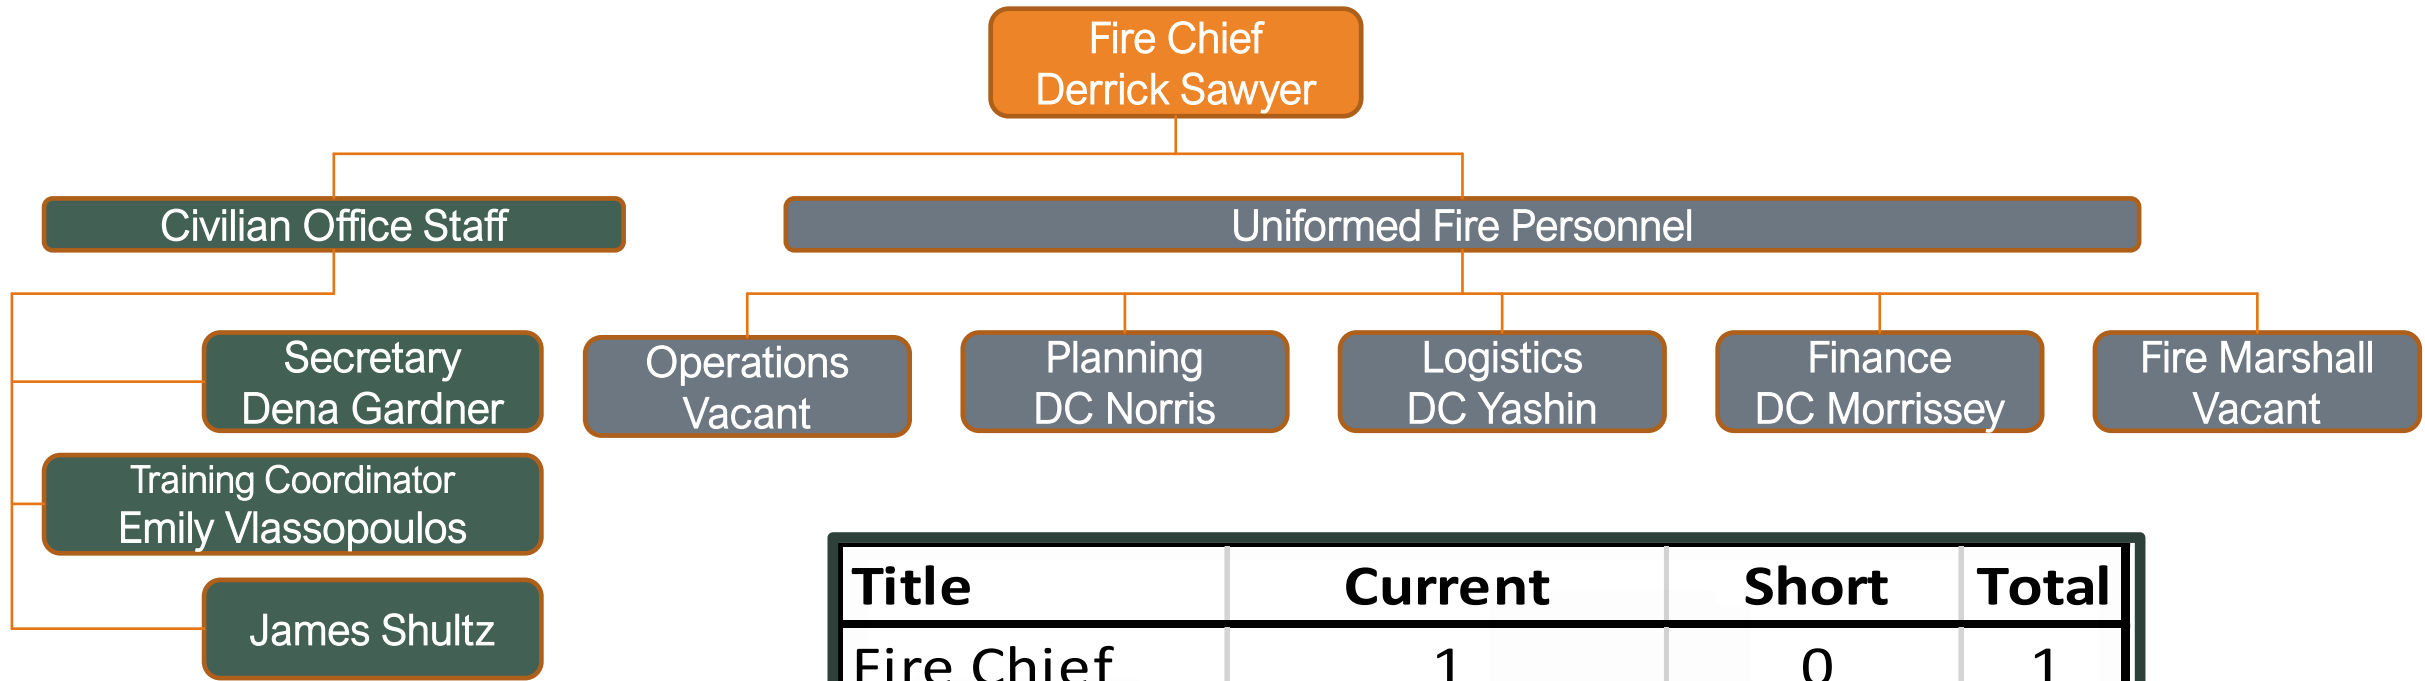 Fire Chief
Derrick Sawyer
Civilian Office Staff
Uniformed Fire Personnel
Secretary
Dena Gardner
Operations
Vacant
Planning
DC Norris
Logistics
DC Yashin
Finance
DC Morrissey
Fire Marshall
Vacant
Training Coordinator
Emily Vlassopoulos
James Shultz
Title Current Short Total
Fire Chief 1 0 1